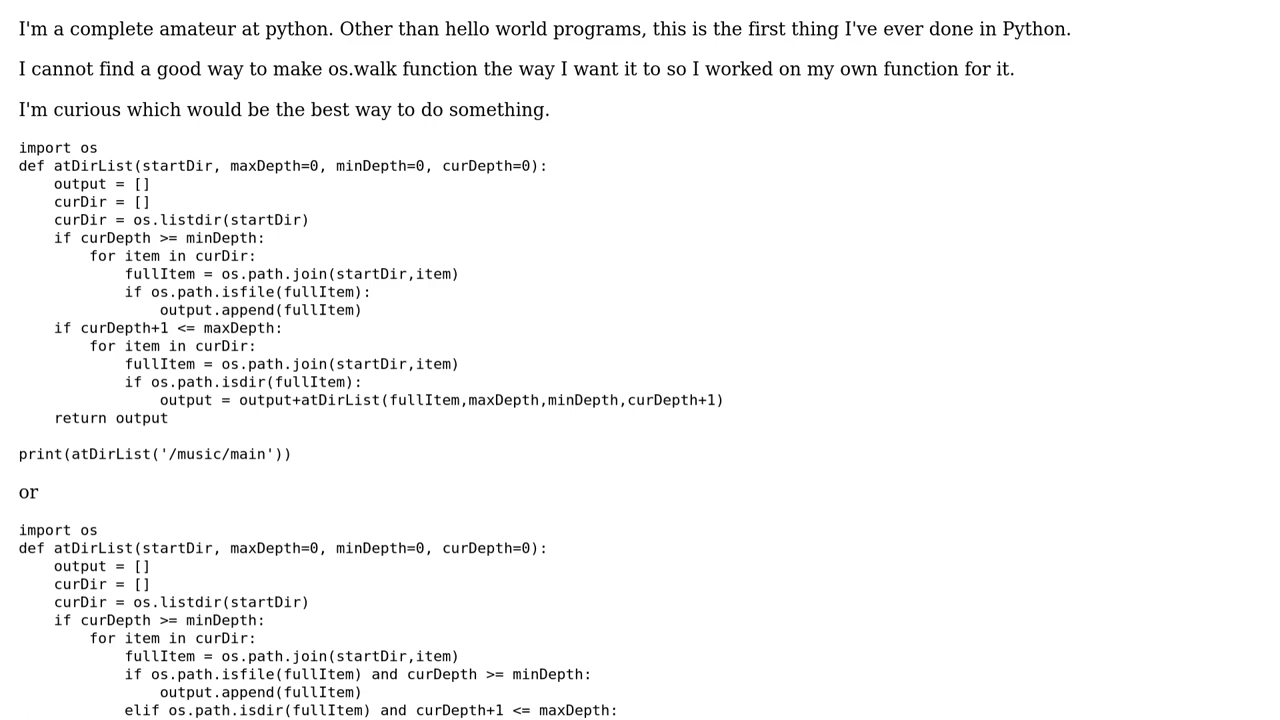 I'm a complete amateur at python. Other than hello world programs, this is the first thing I've ever done in Python.
I cannot find a good way to make os.walk function the way I want it to so I worked on my own function for it.
I'm curious which would be the best way to do something.
import os
def atDirList(startDir, maxDepth=0, minDepth=0, curDepth=0):
    output = []
    curDir = []
    curDir = os.listdir(startDir)
    if curDepth >= minDepth:
        for item in curDir:
            fullItem = os.path.join(startDir,item)
            if os.path.isfile(fullItem):
                output.append(fullItem)
    if curDepth+1 <= maxDepth:
        for item in curDir:
            fullItem = os.path.join(startDir,item)
            if os.path.isdir(fullItem):
                output = output+atDirList(fullItem,maxDepth,minDepth,curDepth+1)
    return output
print(atDirList('/music/main'))
or
import os
def atDirList(startDir, maxDepth=0, minDepth=0, curDepth=0):
    output = []
    curDir = []
    curDir = os.listdir(startDir)
    if curDepth >= minDepth:
        for item in curDir:
            fullItem = os.path.join(startDir,item)
            if os.path.isfile(fullItem) and curDepth >= minDepth:
                output.append(fullItem)
            elif os.path.isdir(fullItem) and curDepth+1 <= maxDepth: